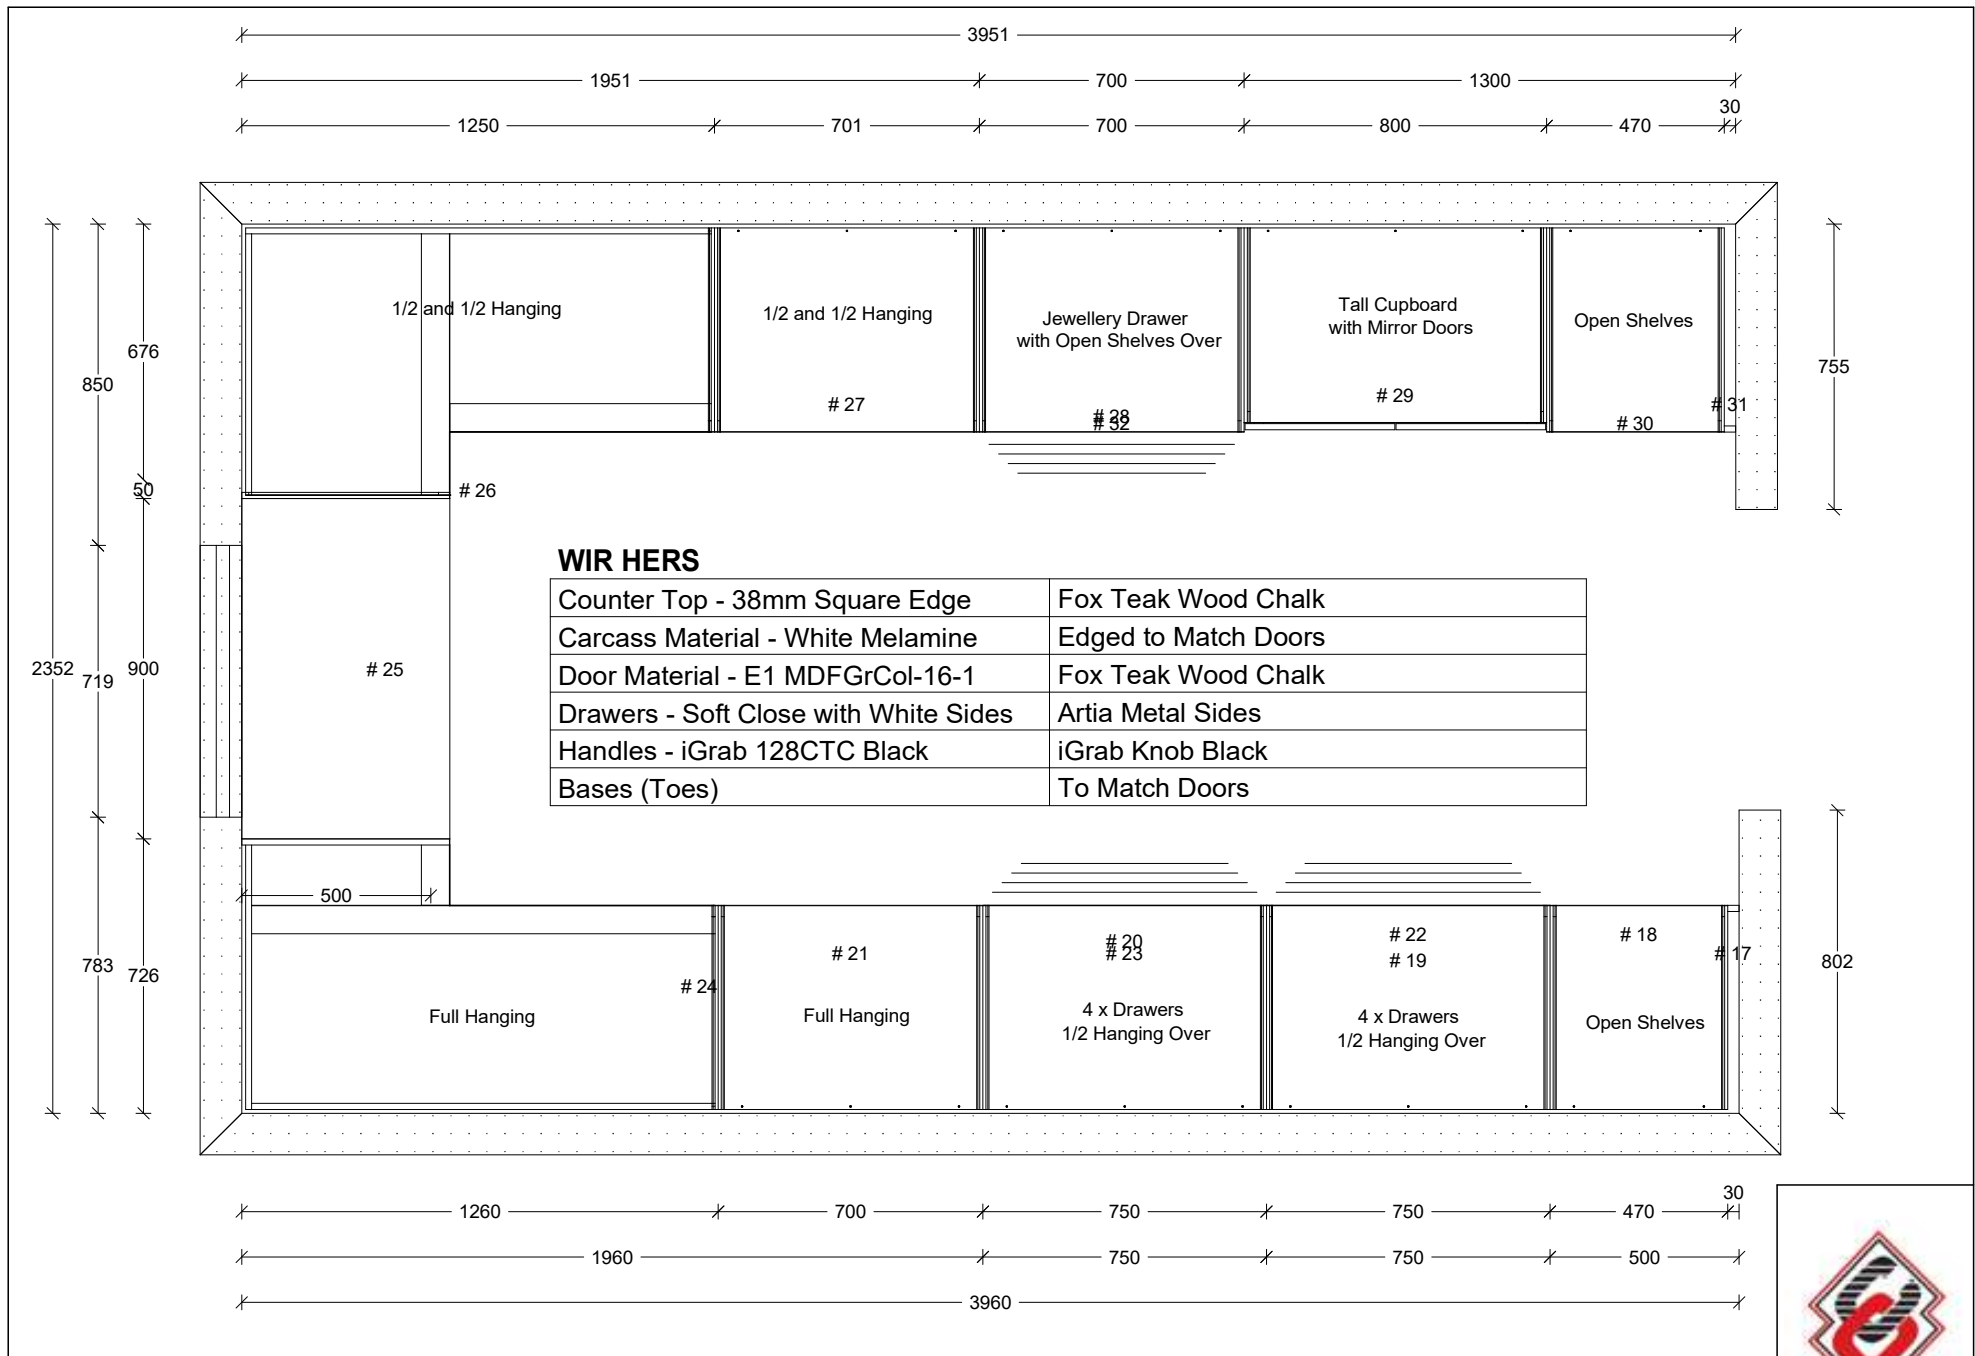 3951
1951 700 1300
30
1250 701 700 800 470
1/2 and 1/2 Hanging
1/2 and 1/2 Hanging
Jewellery Drawer
with Open Shelves Over
Tall Cupboard
with Mirror Doors
Open Shelves
676
850
755
# 27
# 28
# 32
# 29
# 30
# 31
50
# 26
WIR HERS
Counter Top - 38mm Square Edge Fox Teak Wood Chalk
Carcass Material - White Melamine Edged to Match Doors
Door Material - E1 MDFGrCol-16-1 Fox Teak Wood Chalk
Drawers - Soft Close with White Sides Artia Metal Sides
Handles - iGrab 128CTC Black iGrab Knob Black
Bases (Toes) To Match Doors
2352
719
900
# 25
500
783
726
802
# 21
# 20
# 23
# 22
# 19
# 18
# 17
# 24
Full Hanging
Full Hanging
4 x Drawers
1/2 Hanging Over
4 x Drawers
1/2 Hanging Over
Open Shelves
30
1260 700 750 750 470
1960 750 750 500
3960